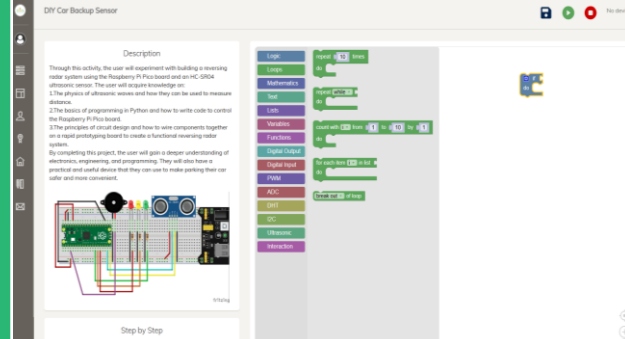 DIY Car Backup Sensor
No dev
Description
Through this activity, the user will experiment with building a reversing
radar system using the Raspberry Pi Pico board and an HC-SR04
ultrasonic sensor. The user will acquire knowledge on:
1.The physics of ultrasonic waves and how they can be used to measure
distance.
2.The basics of programming in Python and how to write code to control
the Raspberry Pi Pico board.
3.The principles of circuit design and how to wire components together
on a rapid prototyping board to create a functional reversing radar
system.
By completing this project, the user will gain a deeper understanding of
electronics, engineering, and programming. They will also have a
practical and useful device that they can use to make parking their car
safer and more convenient.
fritzing
Step by Step
Logic
Loops
Mathematics
Text
Lists
Variables
Functions
Digital Output
Digital Input
PWM
ADC
DHT
I2C
Ultrasonic
Interaction
repeat 10 times
do
repeat while
do
count with i from 1 to 10 by 1
do
for each item j in list
do
break out of loop
if
do